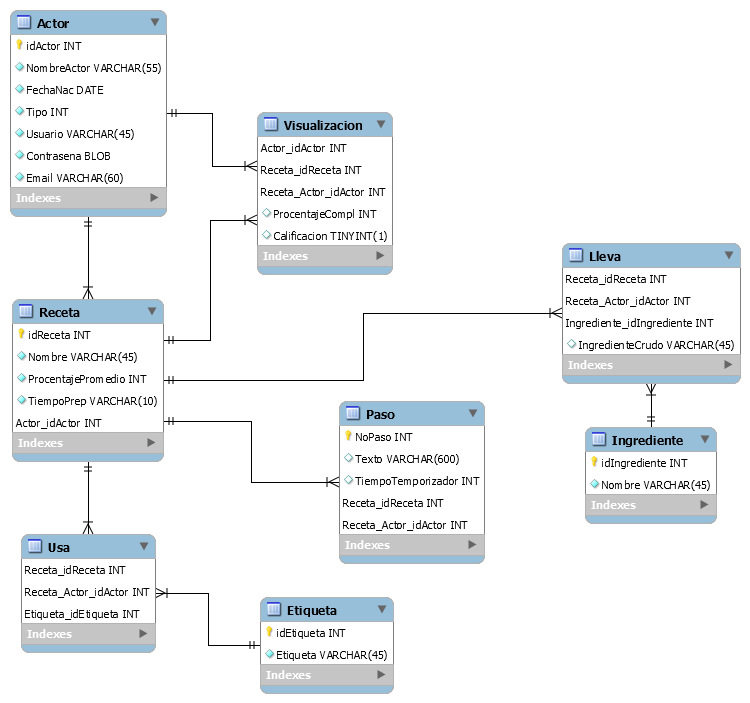 Actor
idActor INT
NombreActor VARCHAR(55)
FechaNac DATE
Tipo INT
Usuario VARCHAR(45)
Contrasena BLOB
Email VARCHAR(60)
Indexes
Visualizacion
Actor_idActor INT
Receta_idReceta INT
Receta_Actor_idActor INT
ProcentajeCompl INT
Calificacion TINYINT(1)
Indexes
Lleva
Receta_idReceta INT
Receta_Actor_idActor INT
Ingrediente_idIngrediente INT
IngredienteCrudo VARCHAR(45)
Indexes
Receta
idReceta INT
Nombre VARCHAR(45)
ProcentajePromedio INT
TiempoPrep VARCHAR(10)
Actor_idActor INT
Indexes
Paso
NoPaso INT
Texto VARCHAR(600)
TiempoTemporizador INT
Receta_idReceta INT
Receta_Actor_idActor INT
Indexes
Ingrediente
idIngrediente INT
Nombre VARCHAR(45)
Indexes
Usa
Receta_idReceta INT
Receta_Actor_idActor INT
Etiqueta_idEtiqueta INT
Indexes
Etiqueta
idEtiqueta INT
Etiqueta VARCHAR(45)
Indexes